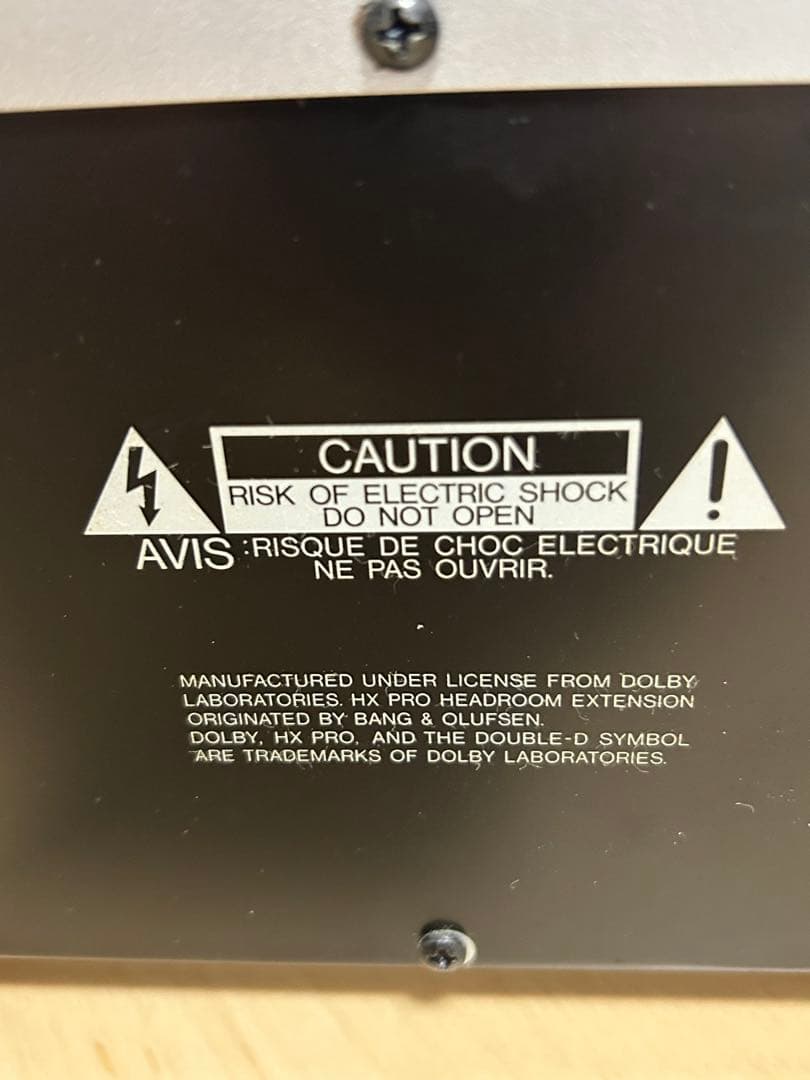 CAUTION
RISK OF ELECTRIC SHOCK
DO NOT OPEN
AVIS :RISQUE DE CHOC ELECTRIQUE
NE PAS OUVRIR.
MANUFACTURED UNDER LICENSE FROM DOLBY
LABORATORIES. HX PRO HEADROOM EXTENSION
ORIGINATED BY BANG & OLUFSEN.
DOLBY, HX PRO, AND THE DOUBLE-D SYMBOL
ARE TRADEMARKS OF DOLBY LABORATORIES.